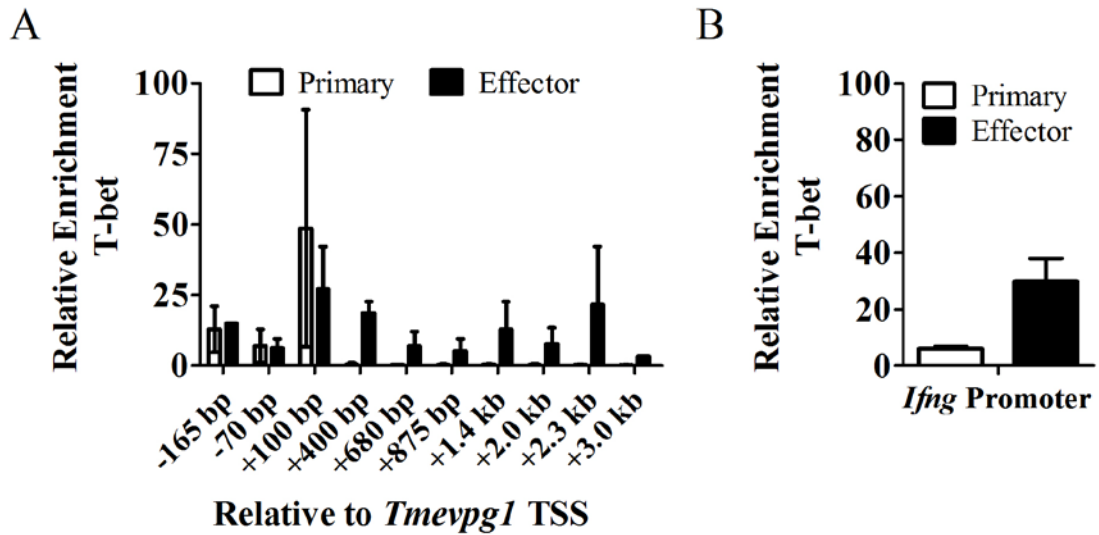 A
Relative Enrichment
T-bet
100
75
50
25
0
Primary
Effector
-165 bp
-70 bp
+100 bp
+400 bp
+680 bp
+875 bp
+1.4 kb
+2.0 kb
+2.3 kb
+3.0 kb
Relative to Tmevpg1 TSS
B
Relative Enrichment
T-bet
100
80
60
40
20
0
Primary
Effector
Ifng Promoter